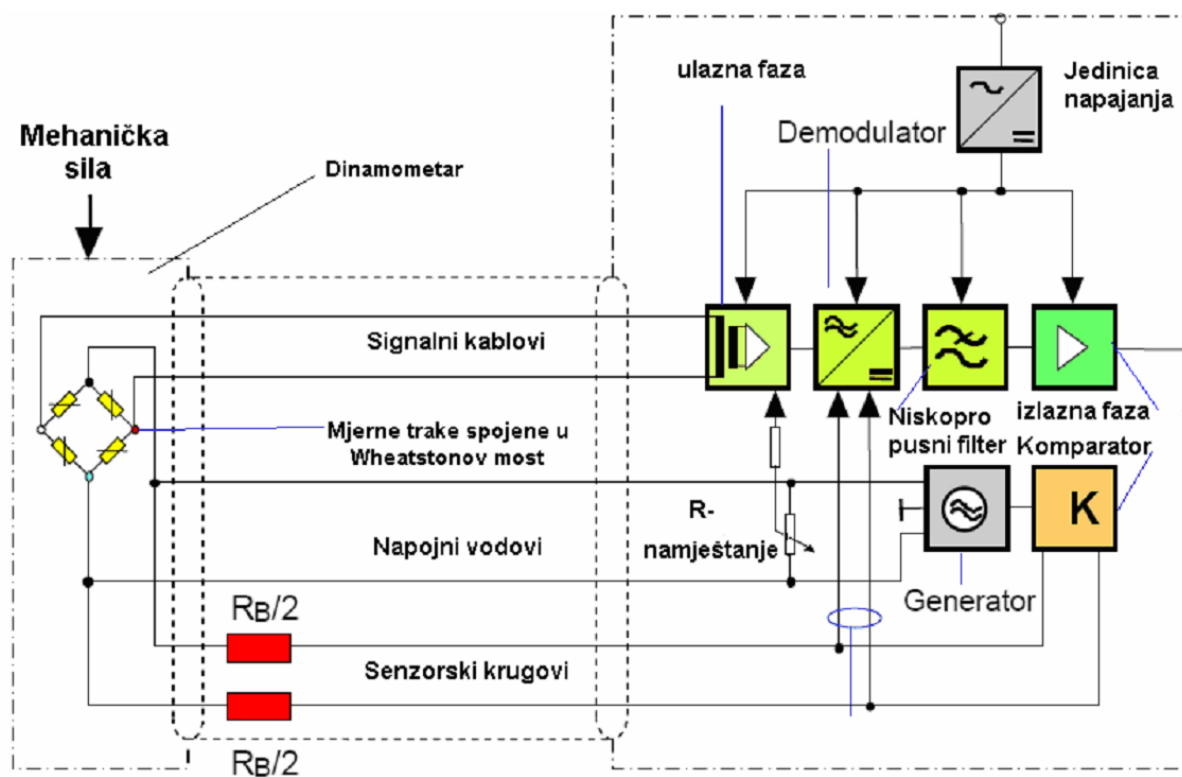 ulazna faza
Jedinica
napajanja
Demodulator
Mehanička
sila
Dinamometar
Signalni kablovi
Niskopro
pusni filter
izlazna faza
Komparator
Mjerne trake spojene u
Wheatstonov most
R-
namještanje
K
Napojni vodovi
Generator
RB/2
Senzorski krugovi
RB/2